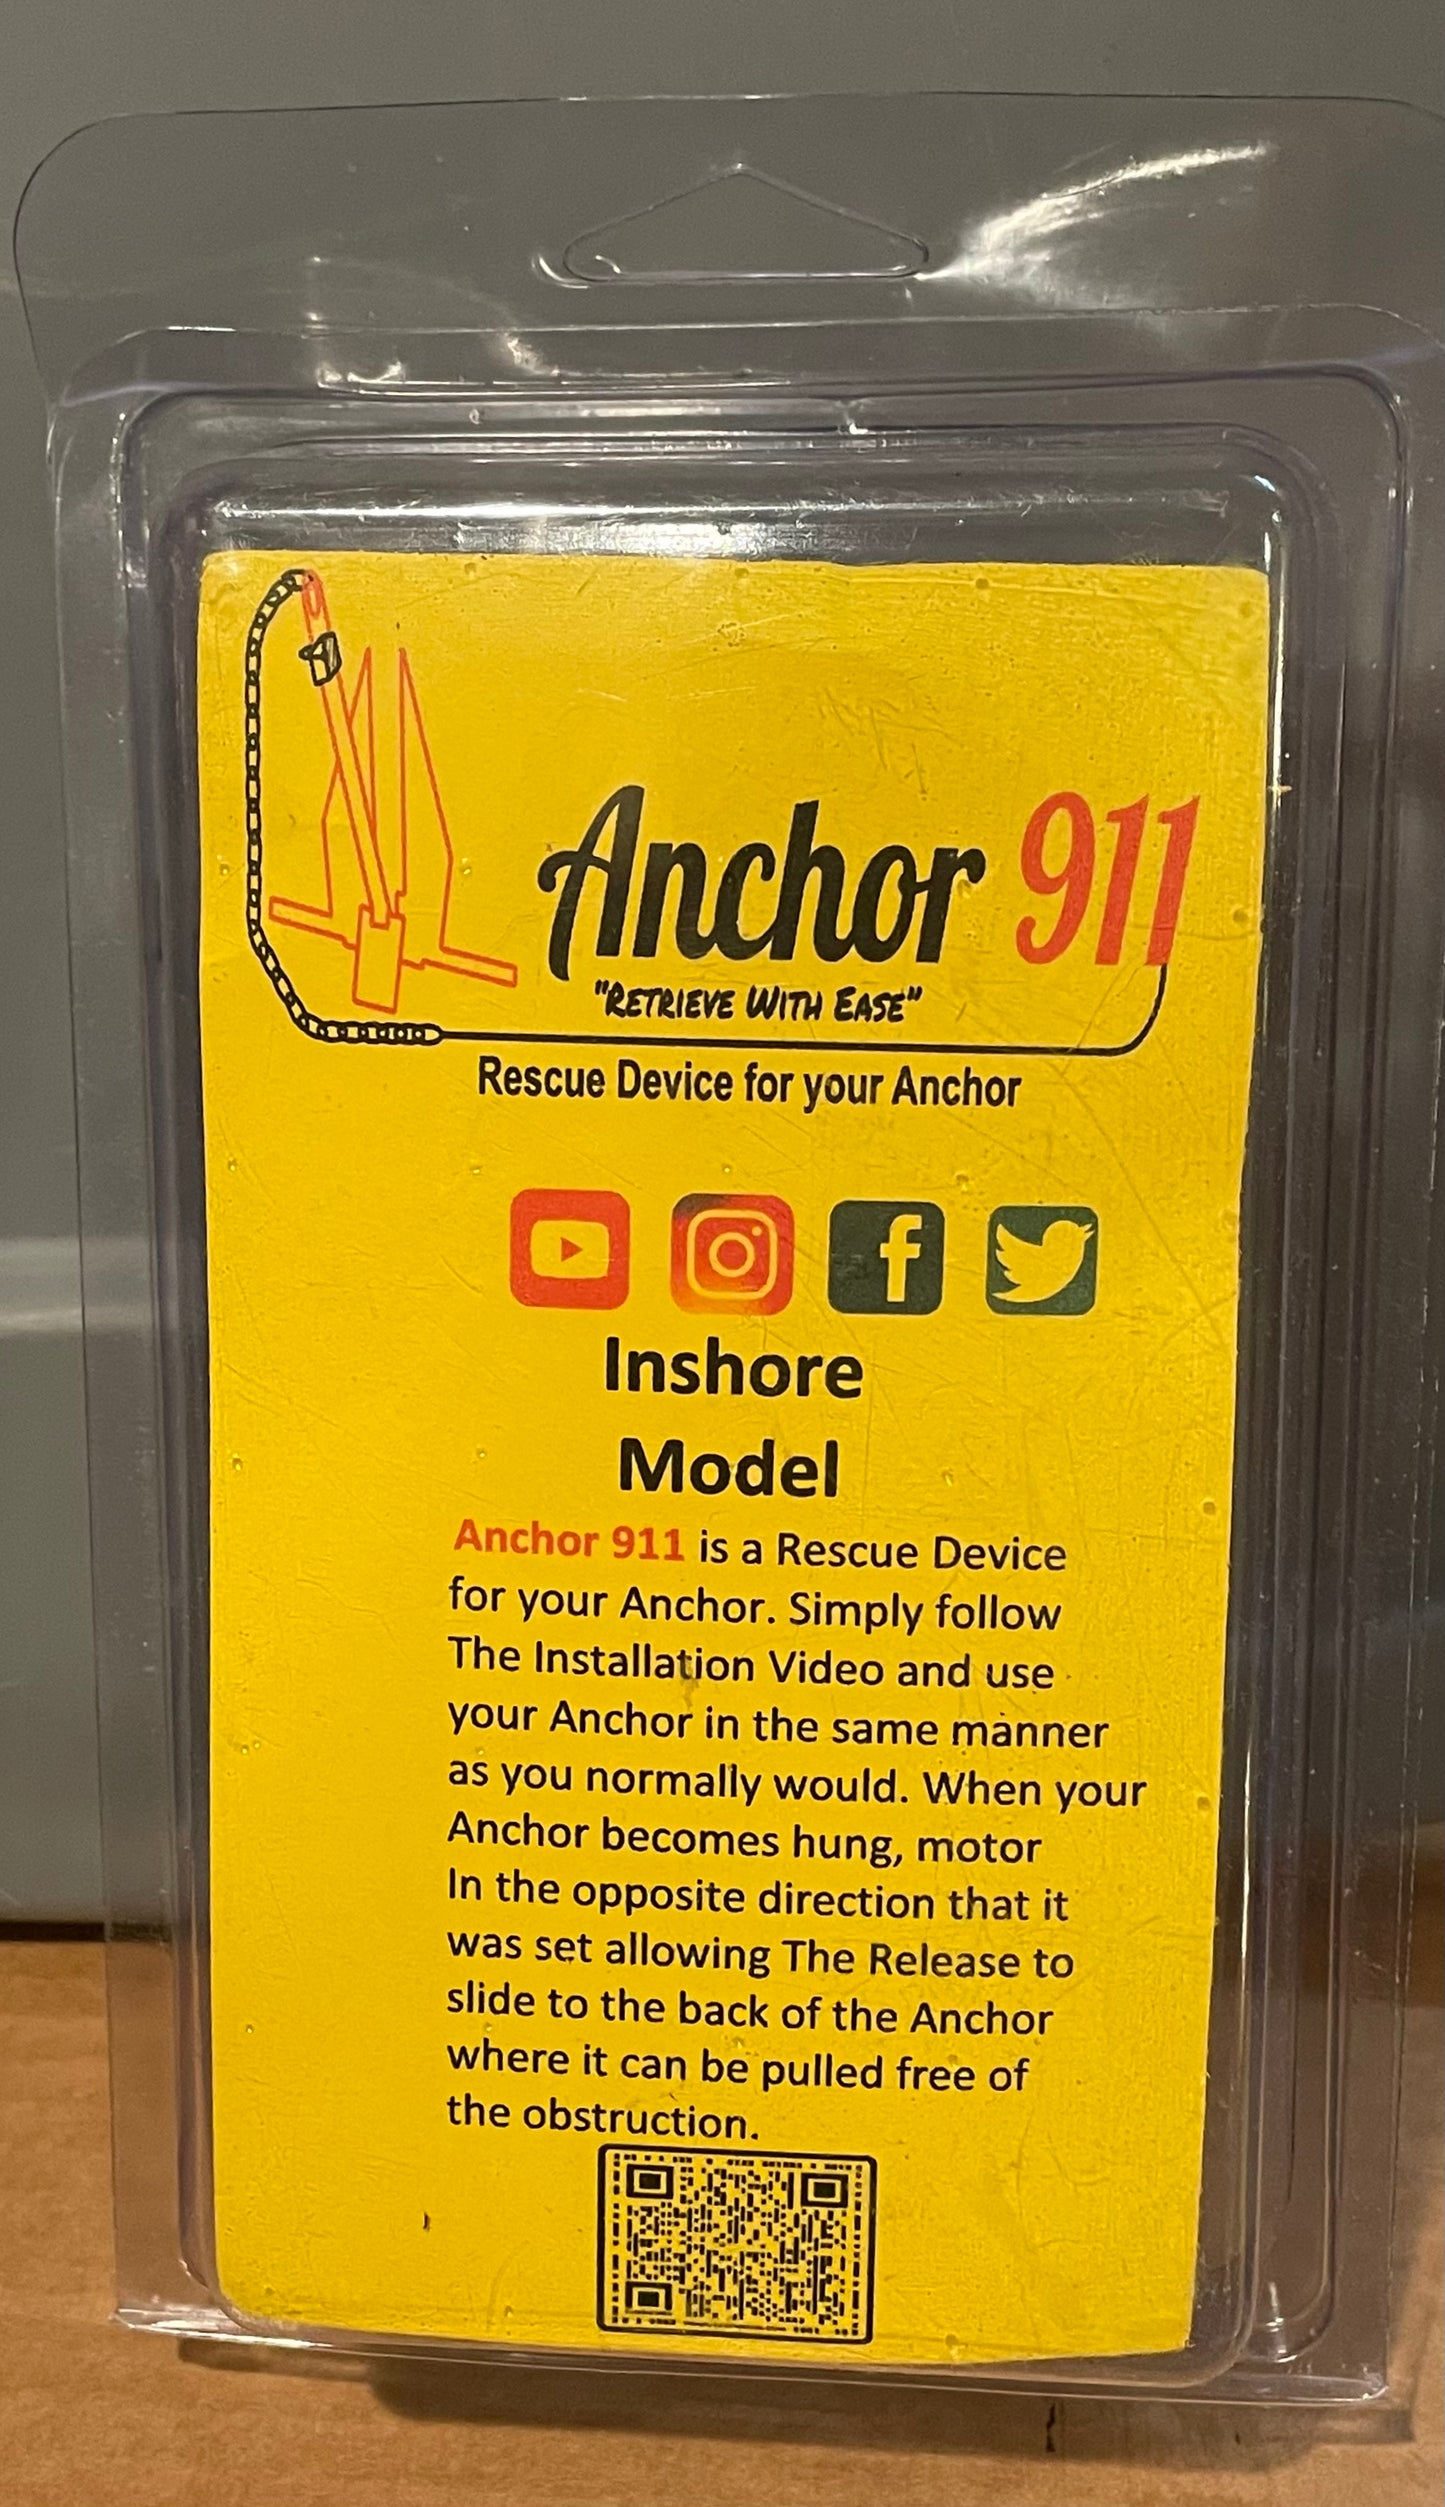 Anchor 911
"RETRIEVE WITH EASE"
Rescue Device for your Anchor
Inshore
Model
Anchor 911 is a Rescue Device
for your Anchor. Simply follow
The Installation Video and use
your Anchor in the same manner
as you normally would. When your
Anchor becomes hung, motor
In the opposite direction that it
was set allowing The Release to
slide to the back of the Anchor
where it can be pulled free of
the obstruction.